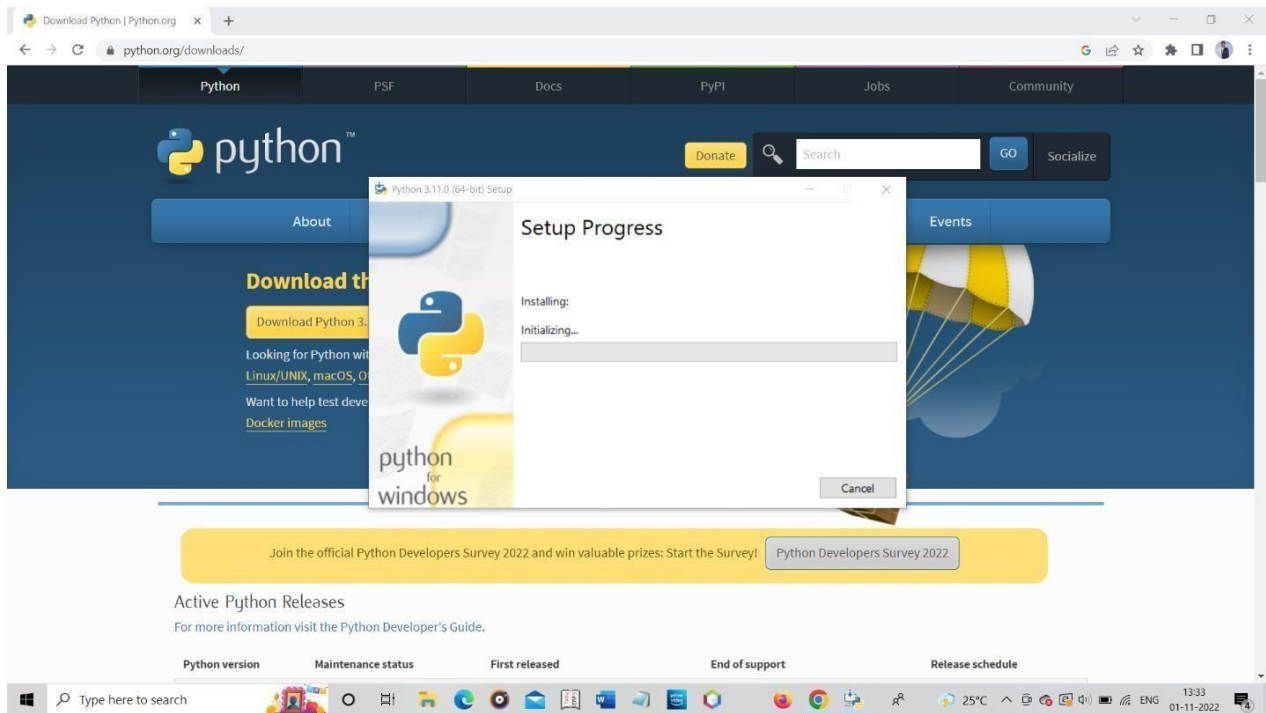 Download Python | Python.org
python.org/downloads/
Python PSF Docs PyPI Jobs Community
python™
Donate Search GO Socialize
Python 3.11.0 (64-bit) Setup
About Events
Setup Progress
Download th
Installing:
Download Python 3.
Initializing...
Looking for Python wit
Linux/UNIX, macOS, O
Want to help test deve
Docker images
python
for
windows
Cancel
Join the official Python Developers Survey 2022 and win valuable prizes: Start the Survey! Python Developers Survey 2022
Active Python Releases
For more information visit the Python Developer's Guide.
Python version Maintenance status First released End of support Release schedule
Type here to search 25°C ENG 13:33
01-11-2022
4